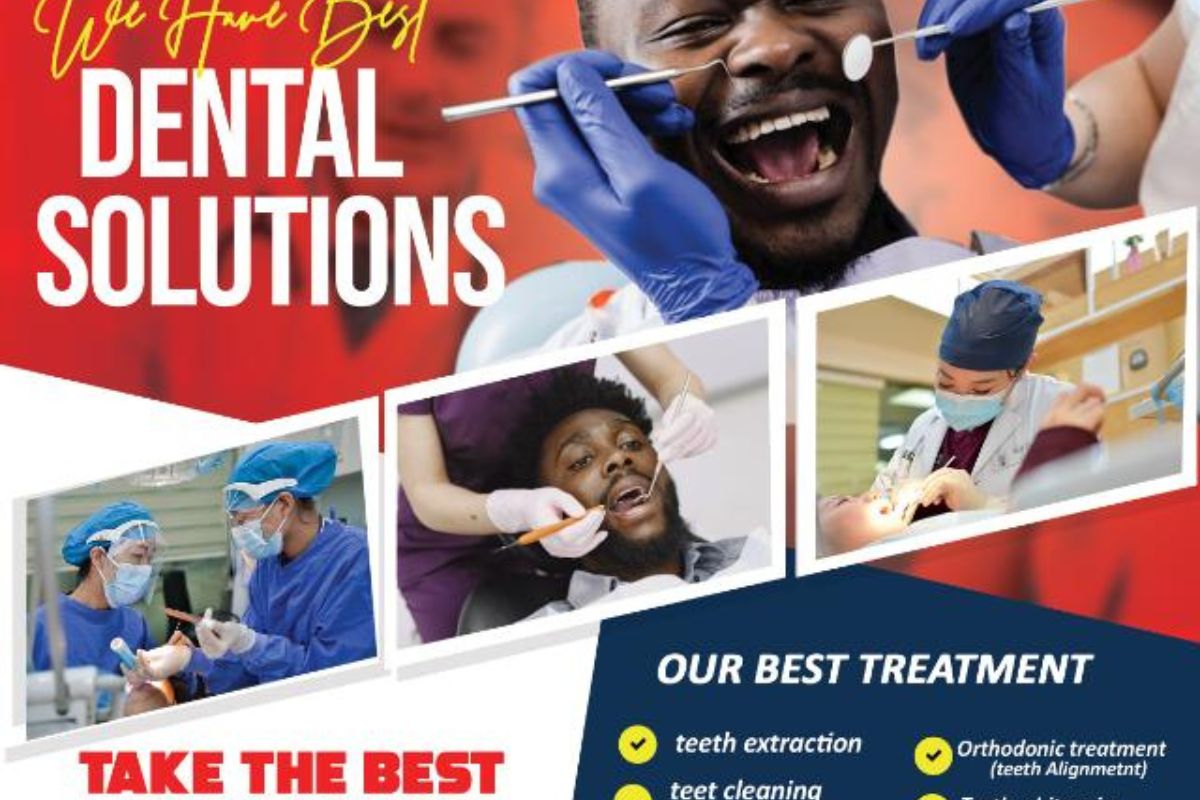 We Have Best
DENTAL
SOLUTIONS
OUR BEST TREATMENT
teeth extraction
teet cleaning
Orthodonic treatment
(teeth Alignmetnt)
TAKE THE BEST